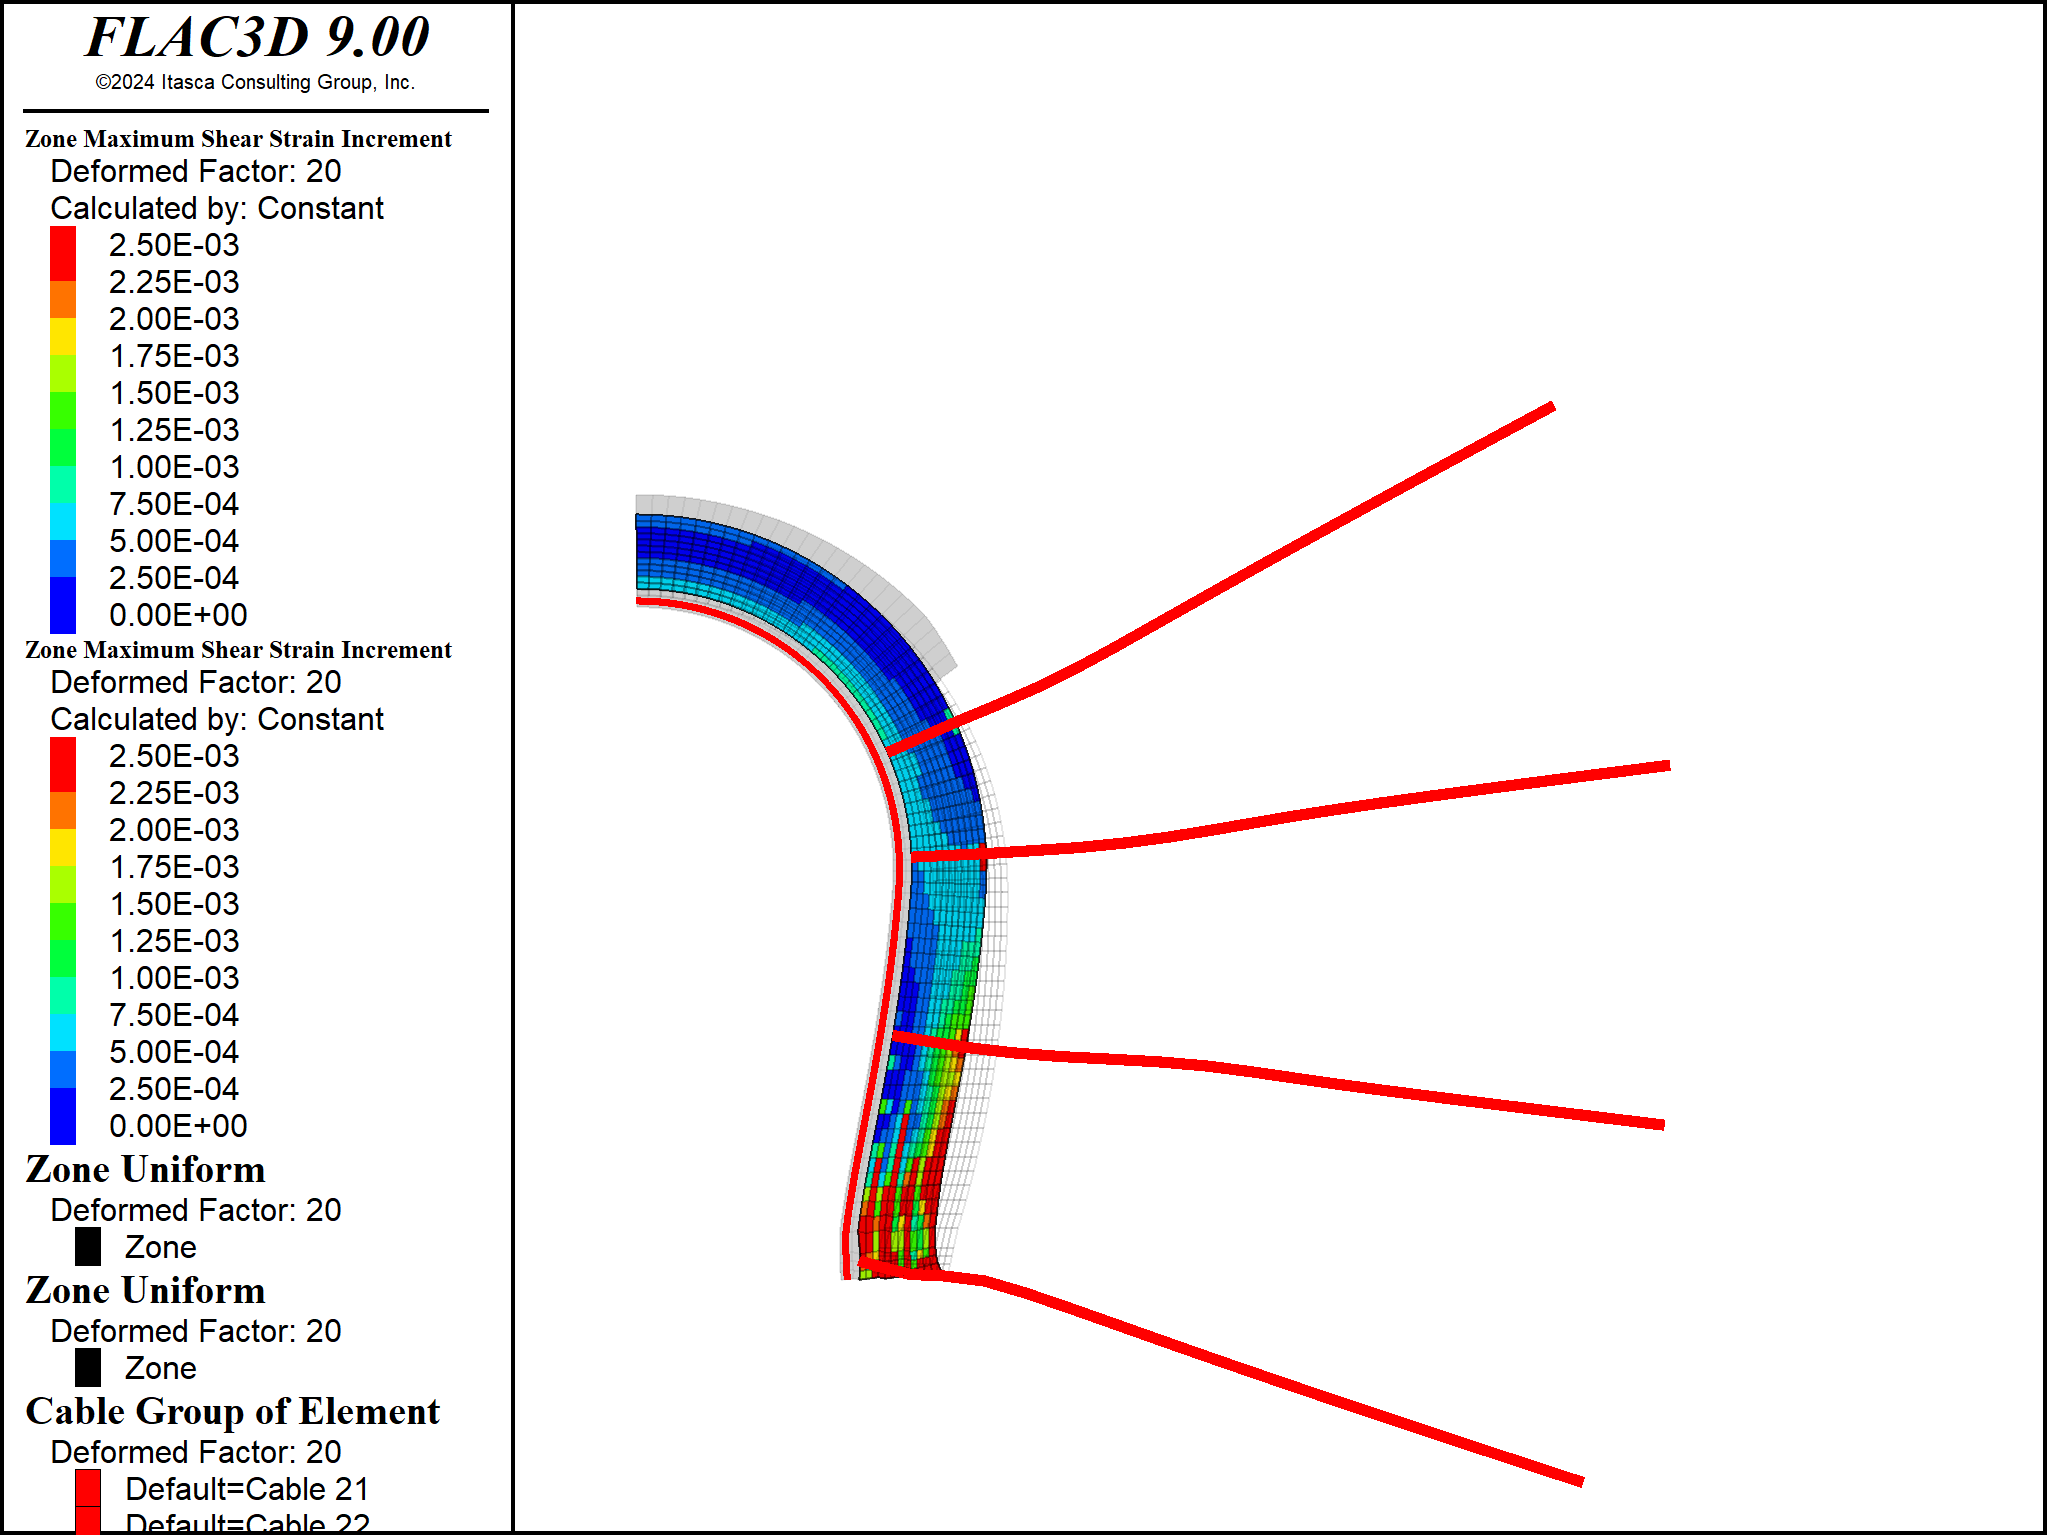 FLAC3D 9.00
©2024 Itasca Consulting Group, Inc.
Zone Maximum Shear Strain Increment
Deformed Factor: 20
Calculated by: Constant
2.50E-03
2.25E-03
2.00E-03
1.75E-03
1.50E-03
1.25E-03
1.00E-03
7.50E-04
5.00E-04
2.50E-04
0.00E+00
Zone Maximum Shear Strain Increment
Deformed Factor: 20
Calculated by: Constant
2.50E-03
2.25E-03
2.00E-03
1.75E-03
1.50E-03
1.25E-03
1.00E-03
7.50E-04
5.00E-04
2.50E-04
0.00E+00
Zone Uniform
Deformed Factor: 20
Zone
Zone Uniform
Deformed Factor: 20
Zone
Cable Group of Element
Deformed Factor: 20
Default=Cable 21
Default=Cable 22